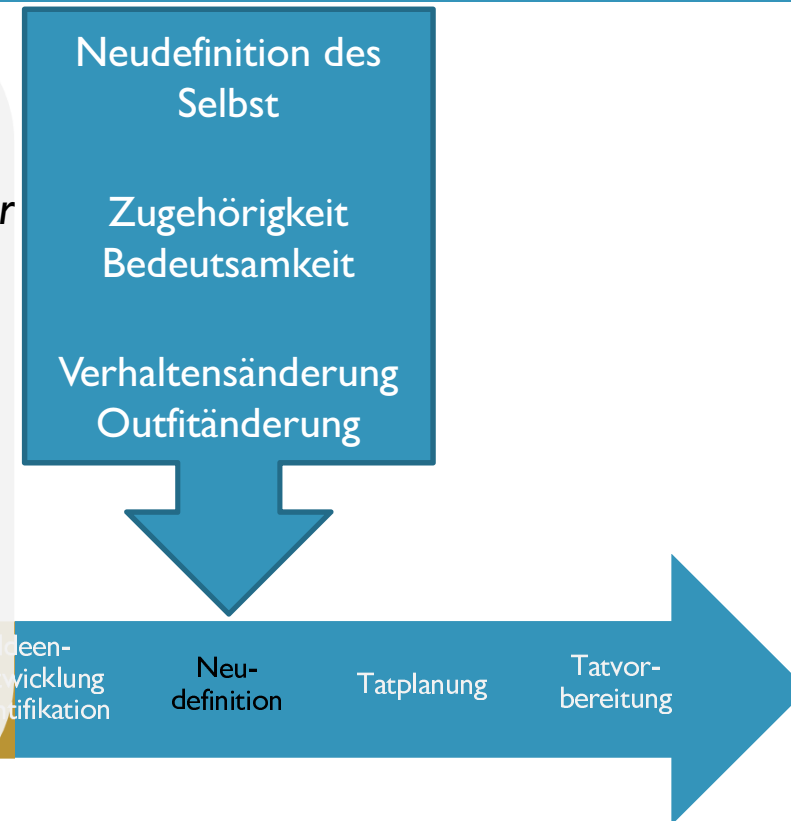 Neudefinition des
Selbst
Zugehörigkeit
Bedeutsamkeit
Verhaltensänderung
Outfitänderung
Neu-
definition
Tatplanung
Tatvor-
bereitung